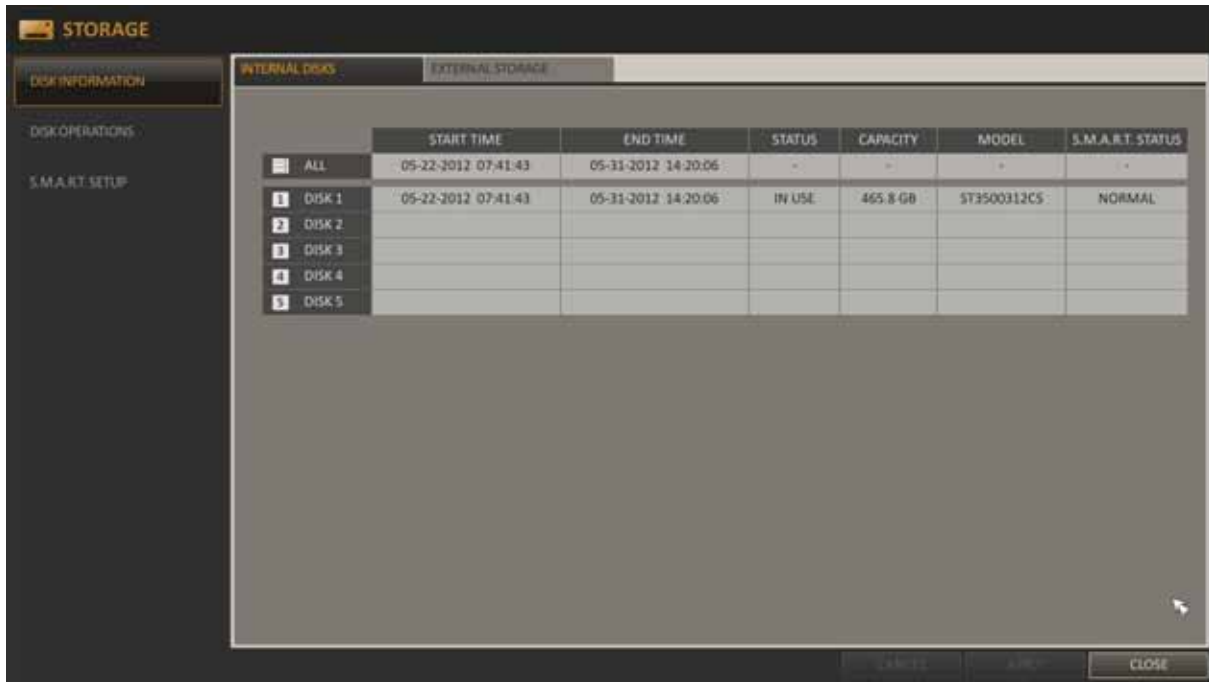 STORAGE
DISK INFORMATION
DISK OPERATIONS
S.M.A.R.T. SETUP
INTERNAL DISKS EXTERNAL STORAGE
START TIME END TIME STATUS CAPACITY MODEL S.M.A.R.T. STATUS
ALL 05-22-2012 07:41:43 05-31-2012 14:20:06 - - - -
1 DISK 1 05-22-2012 07:41:43 05-31-2012 14:20:06 IN USE 465.8 GB ST3500312CS NORMAL
2 DISK 2
3 DISK 3
4 DISK 4
5 DISK 5
CANCEL APPLY CLOSE